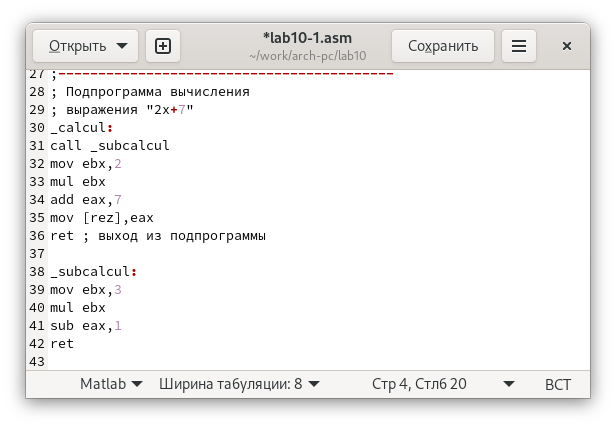 Открыть
*lab10-1.asm
~/work/arch-pc/lab10
Сохранить
27 ;------------------------------------------
28 ; Подпрограмма вычисления
29 ; выражения "2x+7"
30 _calcul:
31 call _subcalcul
32 mov ebx,2
33 mul ebx
34 add eax,7
35 mov [rez],eax
36 ret ; выход из подпрограммы
37
38 _subcalcul:
39 mov ebx,3
40 mul ebx
41 sub eax,1
42 ret
43
Matlab Ширина табуляции: 8 Стр 4, Стлб 20 ВСТ